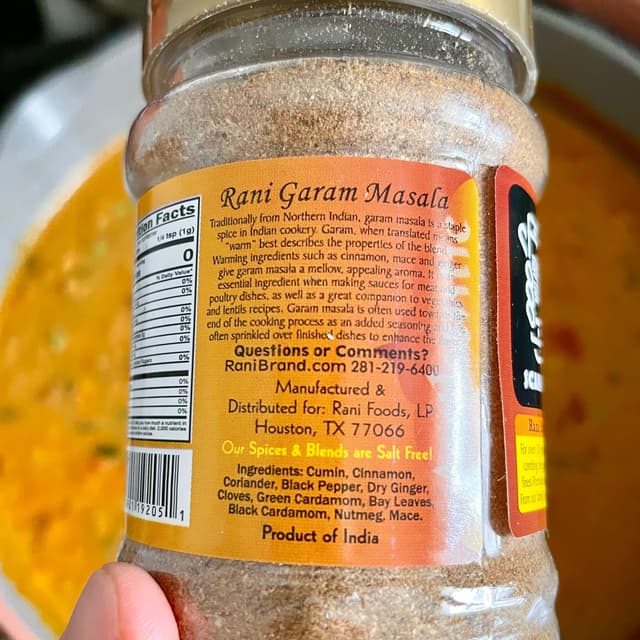 Rani Garam Masala
Traditionally from Northern Indian, garam masala is a staple
spice in Indian cookery. Garam, when translated means
"warm" best describes the properties of the blend.
Warming ingredients such as cinnamon, mace and ginger
give garam masala a mellow, appealing aroma. It
essential ingredient when making sauces for meat and
poultry dishes, as well as a great companion to vegetables
and lentils recipes. Garam masala is often used towards
end of the cooking process as an added seasoning and
often sprinkled over finished dishes to enhance the
Questions or Comments?
RaniBrand.com 281-219-6400
Manufactured &
Distributed for: Rani Foods, LP
Houston, TX 77066
Our Spices & Blends are Salt Free!
Ingredients: Cumin, Cinnamon,
Coriander, Black Pepper, Dry Ginger,
Cloves, Green Cardamom, Bay Leaves,
Black Cardamom, Nutmeg, Mace.
Product of India
Facts
1/4 tsp (1g)
0
% Daily Value*
0%
0%
0%
0%
0%
0%
0%
0%
0%
0%
19205 1